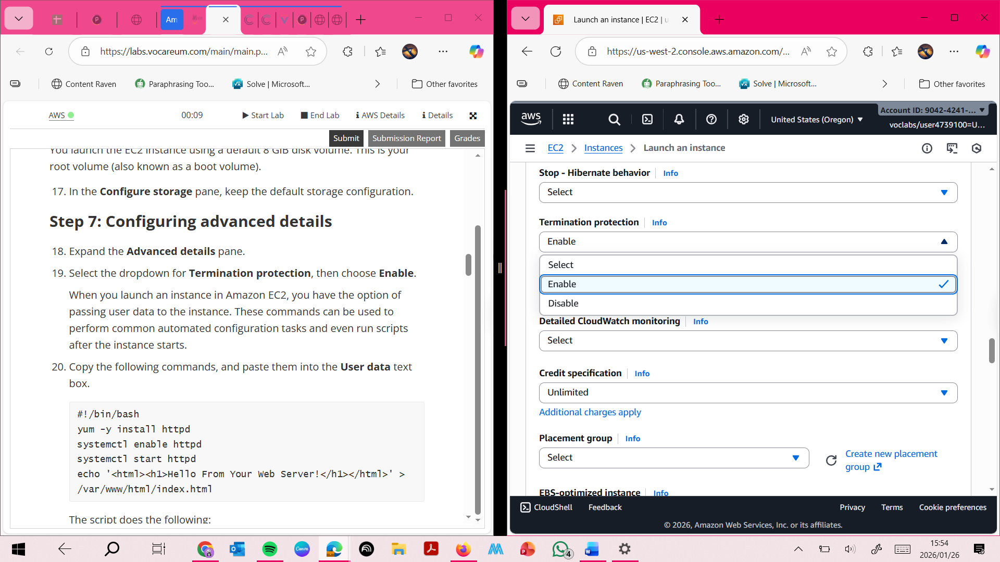 Am
https://labs.vocareum.com/main/main.p...
Content Raven
Paraphrasing Too...
Solve | Microsoft...
Other favorites
AWS
00:09
Start Lab
End Lab
AWS Details
Details
Submit
Submission Report
Grades
You launch the EC2 instance using a default 8 GiB disk volume. This is your
root volume (also known as a boot volume).
17. In the Configure storage pane, keep the default storage configuration.
Step 7: Configuring advanced details
18. Expand the Advanced details pane.
19. Select the dropdown for Termination protection, then choose Enable.
When you launch an instance in Amazon EC2, you have the option of
passing user data to the instance. These commands can be used to
perform common automated configuration tasks and even run scripts
after the instance starts.
20. Copy the following commands, and paste them into the User data text
box.
#!/bin/bash
yum -y install httpd
systemctl enable httpd
systemctl start httpd
echo '<html><h1>Hello From Your Web Server!</h1></html>' >
/var/www/html/index.html
The script does the following:
Launch an instance | EC2 | u
https://us-west-2.console.aws.amazon.com/...
Content Raven
Paraphrasing Too...
Solve | Microsoft...
Other favorites
aws
United States (Oregon)
Account ID: 9042-4241-...
voclabs/user4739100=U...
EC2
Instances
Launch an instance
Stop - Hibernate behavior
Info
Select
Termination protection
Info
Enable
Select
Enable
Disable
Detailed CloudWatch monitoring
Info
Select
Credit specification
Info
Unlimited
Additional charges apply
Placement group
Info
Select
Create new placement
group
EBS-optimized instance
Info
CloudShell
Feedback
Privacy
Terms
Cookie preferences
© 2026, Amazon Web Services, Inc. or its affiliates.
Canva
4
15:54
2026/01/26